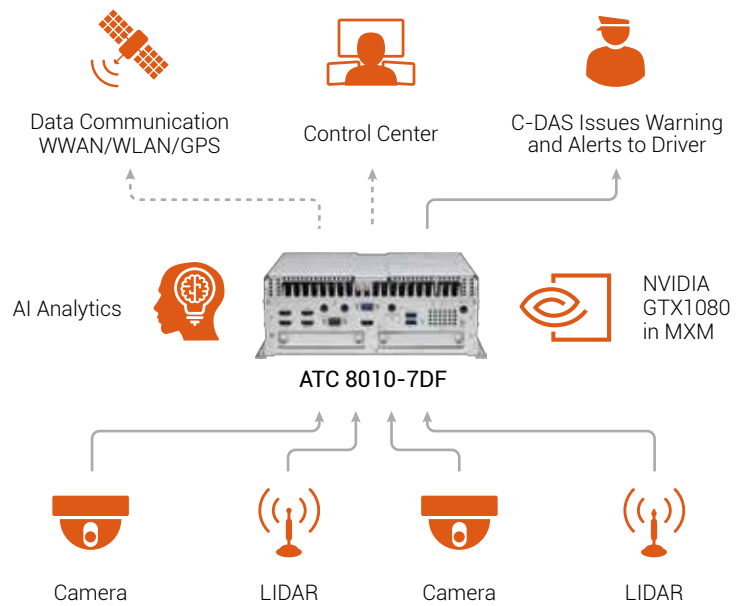 Data Communication
WWAN/WLAN/GPS
Control Center
C-DAS Issues Warning
and Alerts to Driver
AI Analytics
NVIDIA
GTX1080
in MXM
ATC 8010-7DF
Camera
LIDAR
Camera
LIDAR